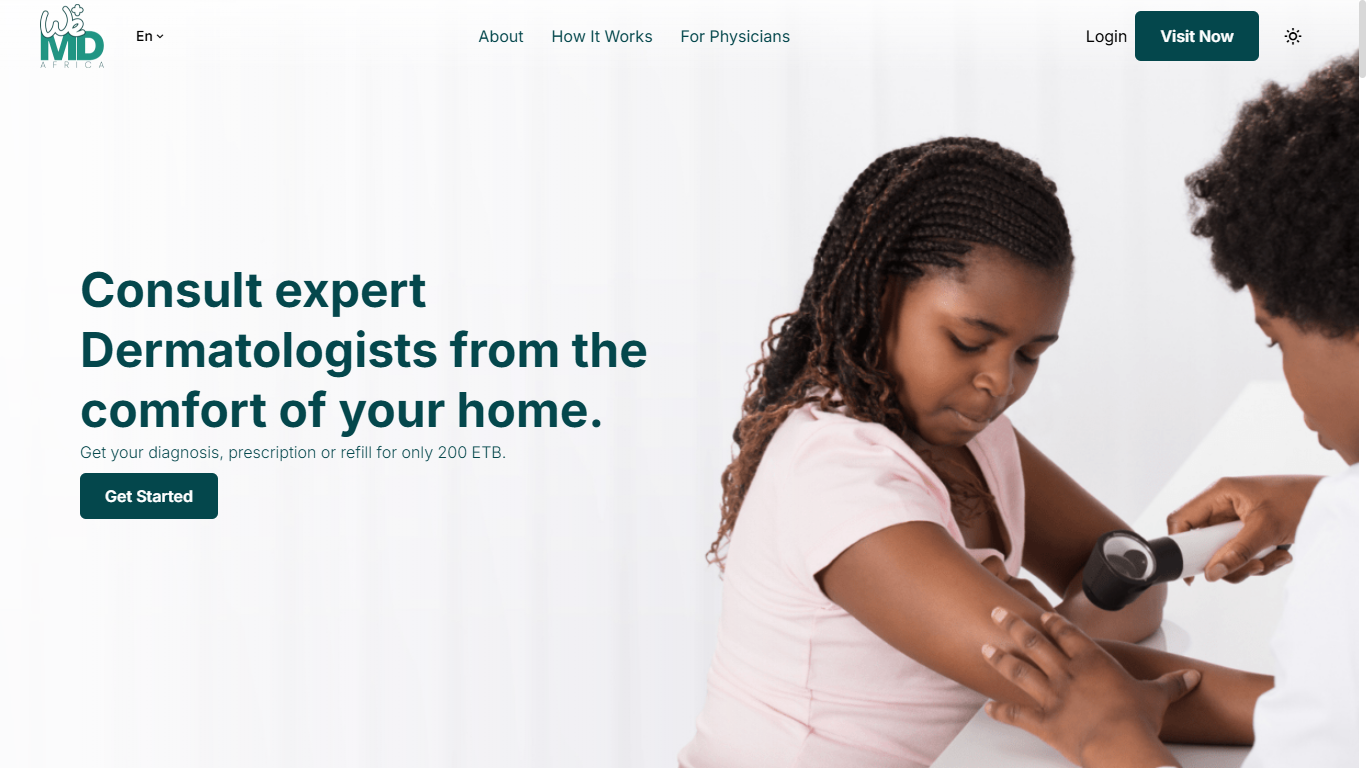 We
MD
AFRICA
En
About
How It Works
For Physicians
Login
Visit Now
Consult expert
Dermatologists from the
comfort of your home.
Get your diagnosis, prescription or refill for only 200 ETB.
Get Started